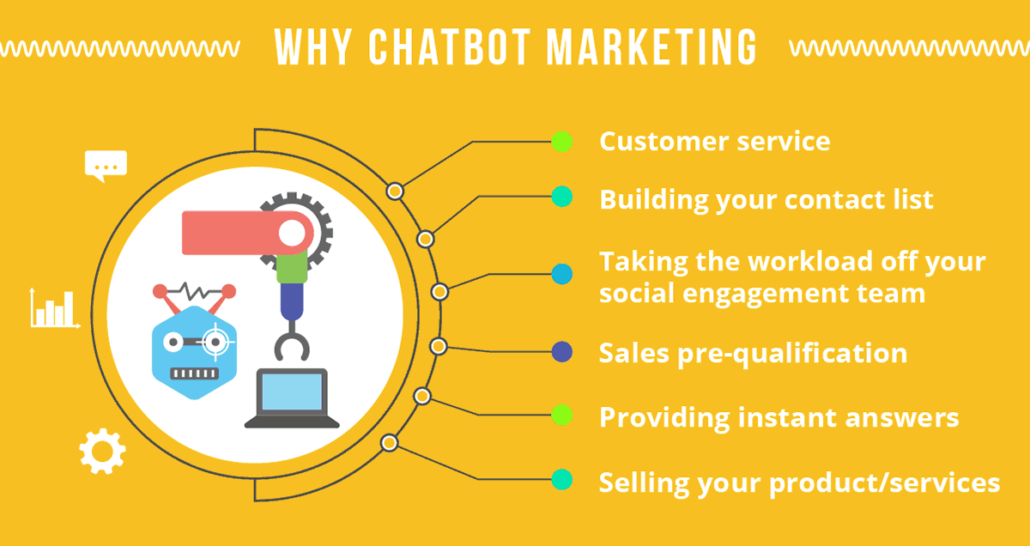 WHY CHATBOT MARKETING
Customer service
Building your contact list
Taking the workload off your
social engagement team
Sales pre-qualification
Providing instant answers
Selling your product/services